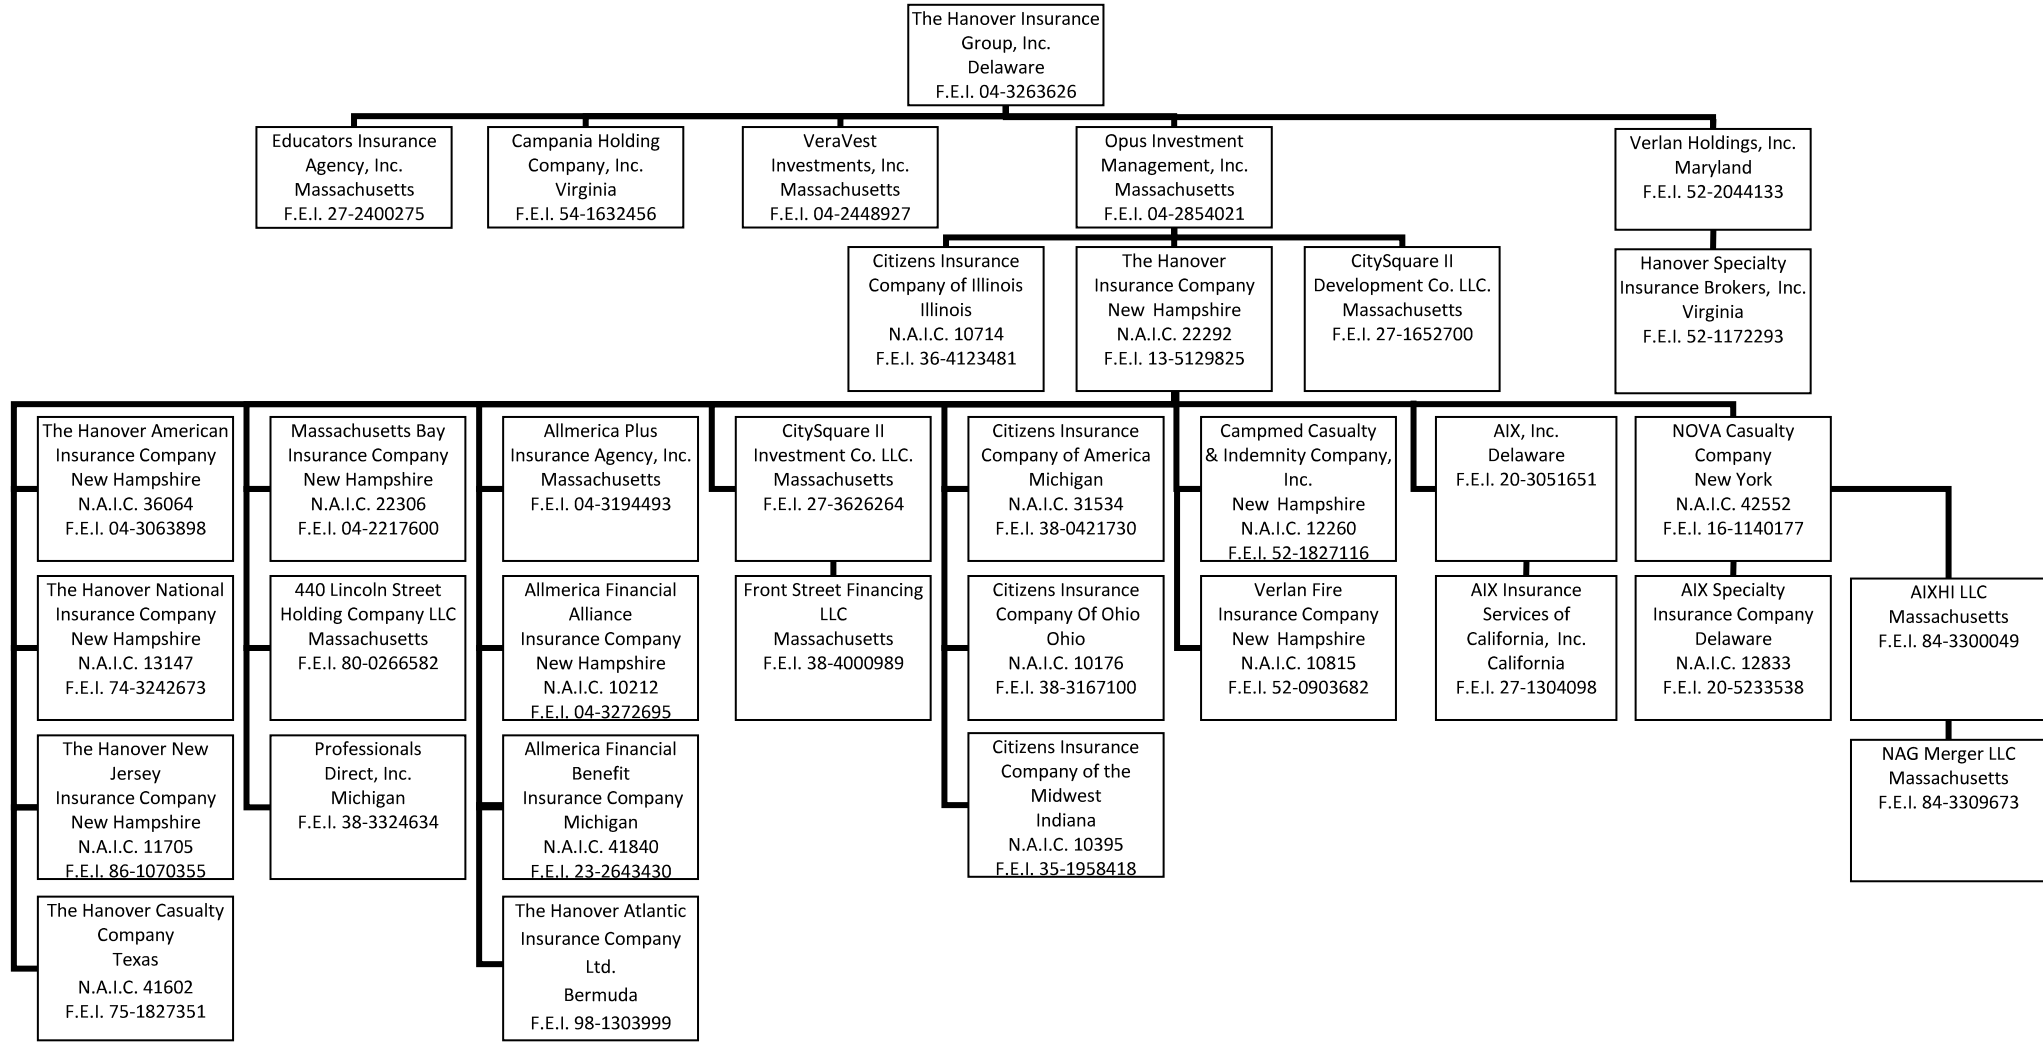 The Hanover Insurance
Group, Inc.
Delaware
F.E.I. 04-3263626
Educators Insurance
Agency, Inc.
Massachusetts
F.E.I. 27-2400275
Campania Holding
Company, Inc.
Virginia
F.E.I. 54-1632456
VeraVest
Investments, Inc.
Massachusetts
F.E.I. 04-2448927
Opus Investment
Management, Inc.
Massachusetts
F.E.I. 04-2854021
Verlan Holdings, Inc.
Maryland
F.E.I. 52-2044133
Citizens Insurance
Company of Illinois
Illinois
N.A.I.C. 10714
F.E.I. 36-4123481
The Hanover
Insurance Company
New Hampshire
N.A.I.C. 22292
F.E.I. 13-5129825
CitySquare II
Development Co. LLC.
Massachusetts
F.E.I. 27-1652700
Hanover Specialty
Insurance Brokers, Inc.
Virginia
F.E.I. 52-1172293
The Hanover American
Insurance Company
New Hampshire
N.A.I.C. 36064
F.E.I. 04-3063898
Massachusetts Bay
Insurance Company
New Hampshire
N.A.I.C. 22306
F.E.I. 04-2217600
Allmerica Plus
Insurance Agency, Inc.
Massachusetts
F.E.I. 04-3194493
CitySquare II
Investment Co. LLC.
Massachusetts
F.E.I. 27-3626264
Citizens Insurance
Company of America
Michigan
N.A.I.C. 31534
F.E.I. 38-0421730
Campmed Casualty
& Indemnity Company,
Inc.
New Hampshire
N.A.I.C. 12260
F.E.I. 52-1827116
AIX, Inc.
Delaware
F.E.I. 20-3051651
NOVA Casualty
Company
New York
N.A.I.C. 42552
F.E.I. 16-1140177
The Hanover National
Insurance Company
New Hampshire
N.A.I.C. 13147
F.E.I. 74-3242673
440 Lincoln Street
Holding Company LLC
Massachusetts
F.E.I. 80-0266582
Allmerica Financial
Alliance
Insurance Company
New Hampshire
N.A.I.C. 10212
F.E.I. 04-3272695
Front Street Financing
LLC
Massachusetts
F.E.I. 38-4000989
Citizens Insurance
Company Of Ohio
Ohio
N.A.I.C. 10176
F.E.I. 38-3167100
Verlan Fire
Insurance Company
New Hampshire
N.A.I.C. 10815
F.E.I. 52-0903682
AIX Insurance
Services of
California, Inc.
California
F.E.I. 27-1304098
AIX Specialty
Insurance Company
Delaware
N.A.I.C. 12833
F.E.I. 20-5233538
AIXHI LLC
Massachusetts
F.E.I. 84-3300049
The Hanover New
Jersey
Insurance Company
New Hampshire
N.A.I.C. 11705
F.E.I. 86-1070355
Professionals
Direct, Inc.
Michigan
F.E.I. 38-3324634
Allmerica Financial
Benefit
Insurance Company
Michigan
N.A.I.C. 41840
F.E.I. 23-2643430
Citizens Insurance
Company of the
Midwest
Indiana
N.A.I.C. 10395
F.E.I. 35-1958418
NAG Merger LLC
Massachusetts
F.E.I. 84-3309673
The Hanover Casualty
Company
Texas
N.A.I.C. 41602
F.E.I. 75-1827351
The Hanover Atlantic
Insurance Company
Ltd.
Bermuda
F.E.I. 98-1303999